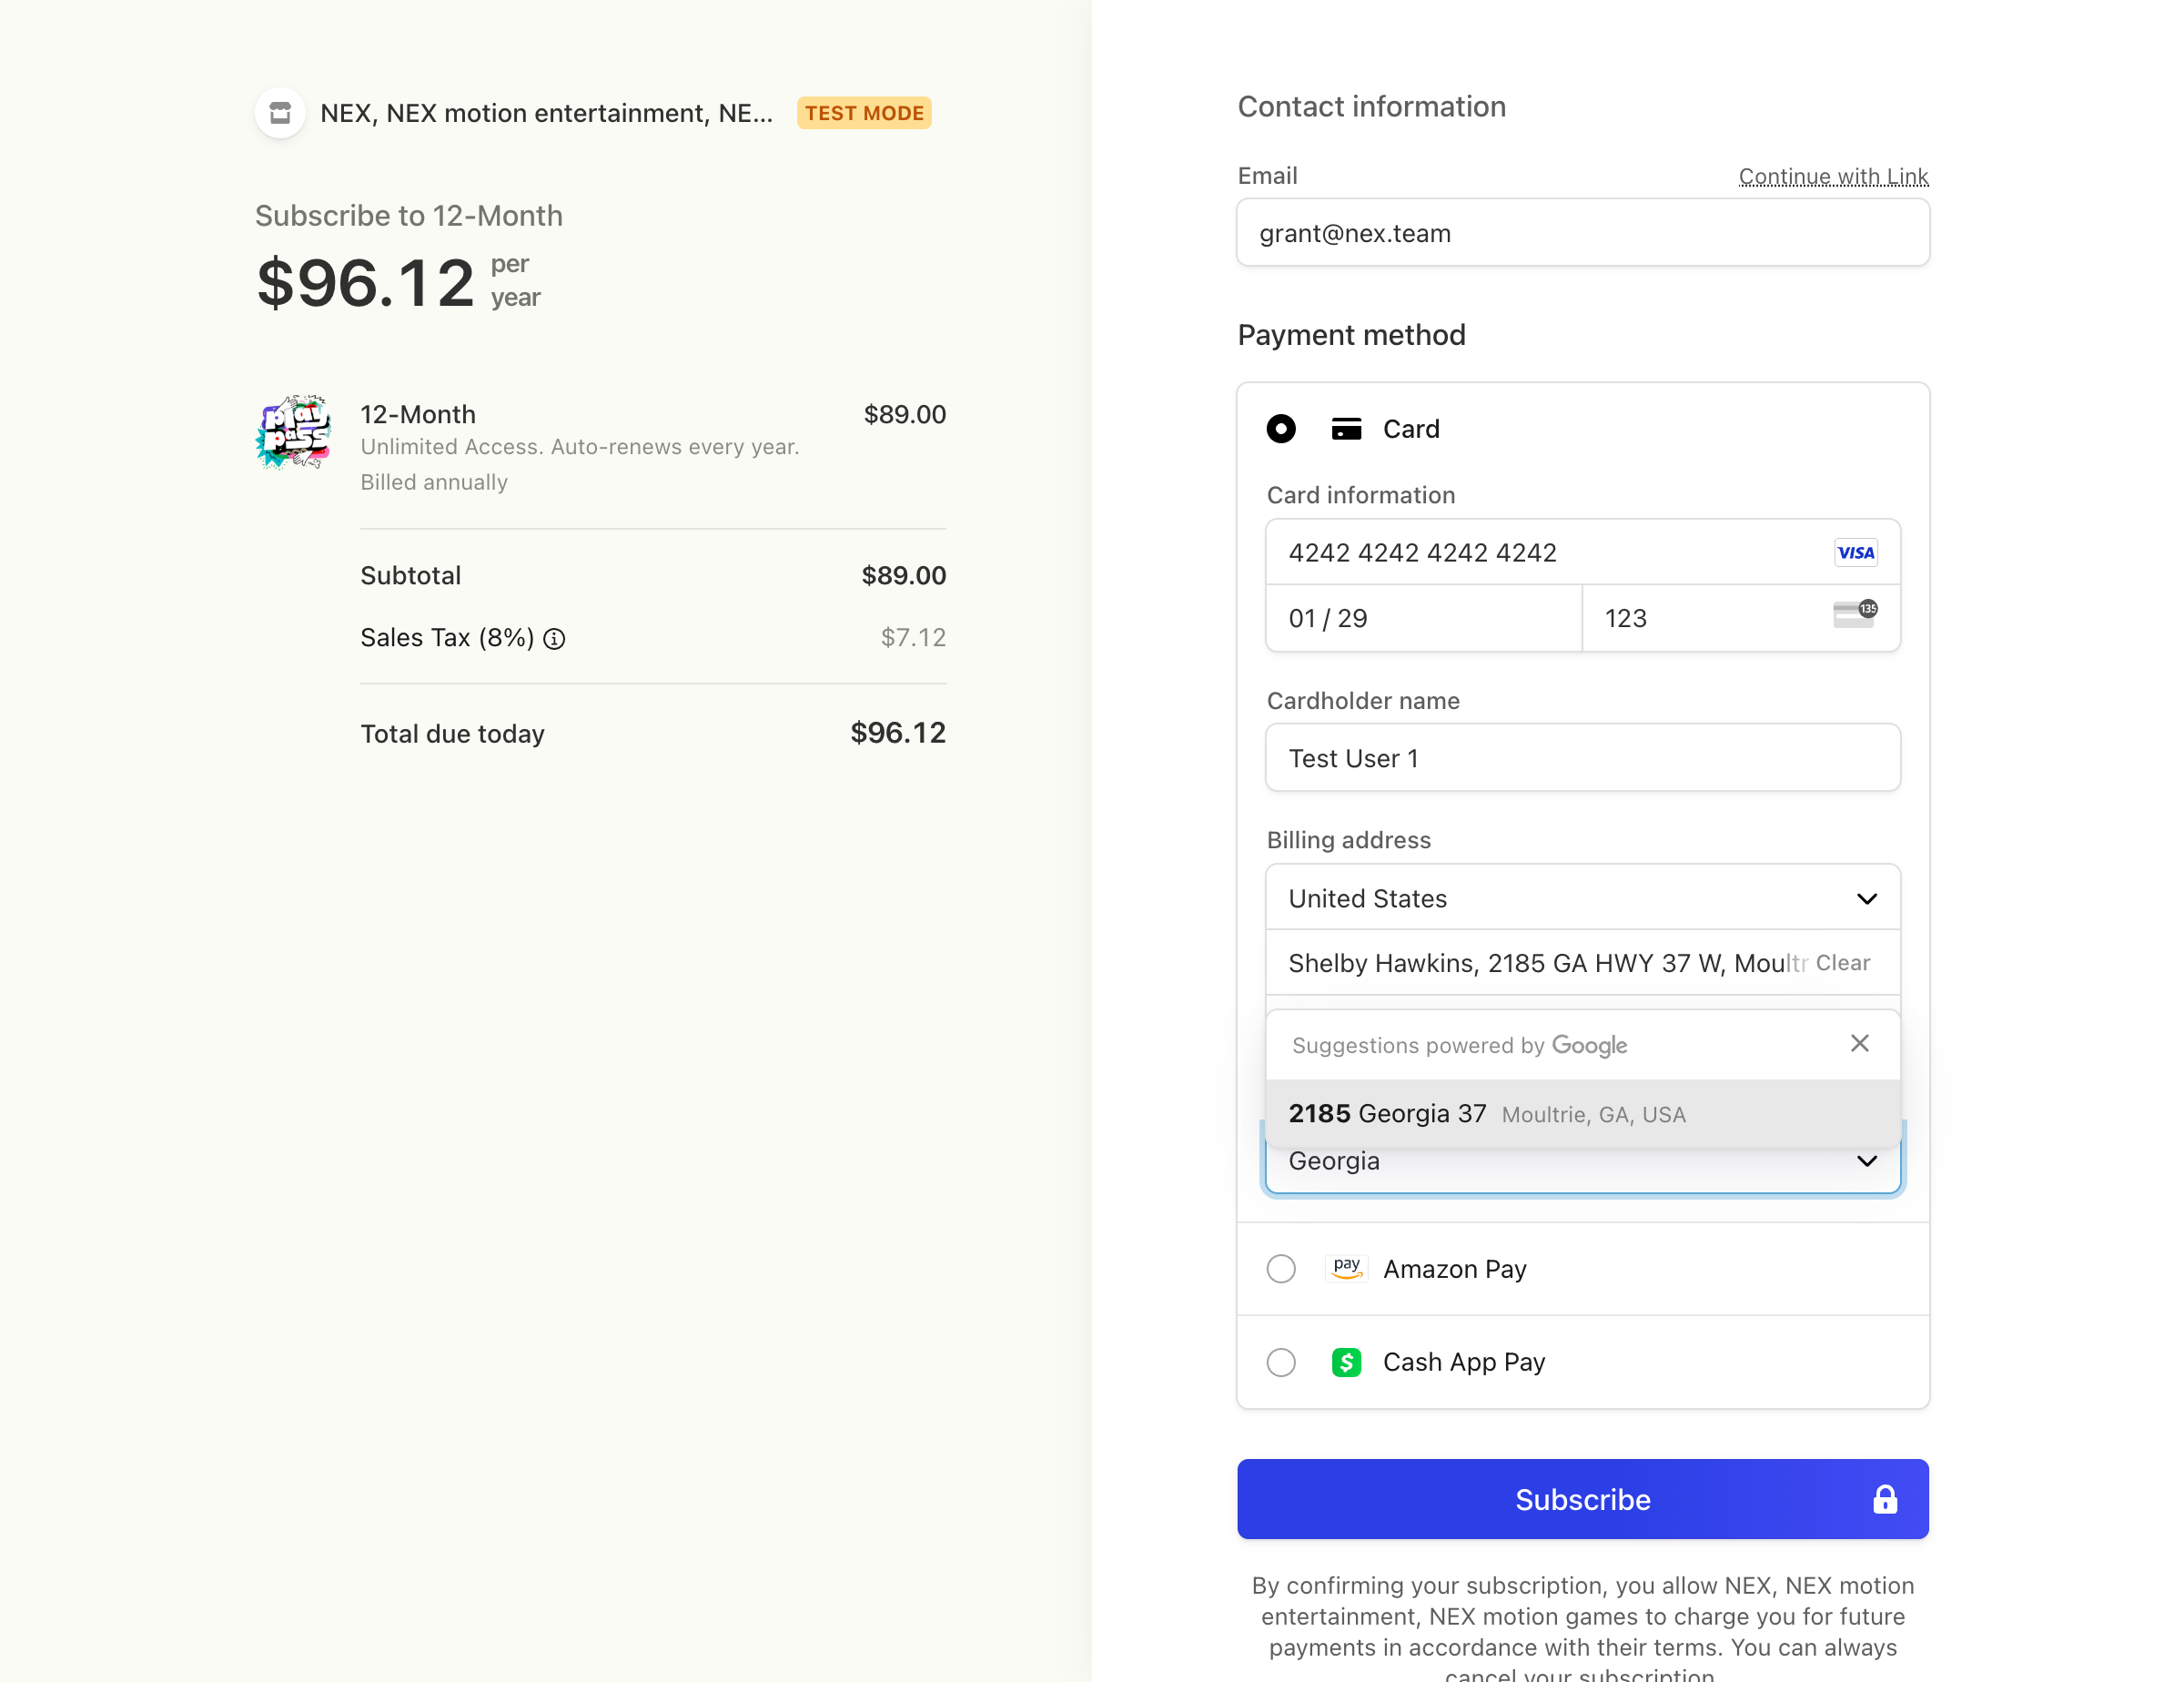 NEX, NEX motion entertainment, NE...
TEST MODE
Subscribe to 12-Month
$96.12 per
year
play
pass
12-Month
$89.00
Unlimited Access. Auto-renews every year.
Billed annually
Subtotal
$89.00
Sales Tax (8%)
$7.12
Total due today
$96.12
Contact information
Email
Continue with Link
grant@nex.team
Payment method
Card
Card information
4242 4242 4242 4242
VISA
01 / 29
123
135
Cardholder name
Test User 1
Billing address
United States
Shelby Hawkins, 2185 GA HWY 37 W, Moultr
Clear
Suggestions powered by Google
2185 Georgia 37 Moultrie, GA, USA
Georgia
pay
Amazon Pay
$
Cash App Pay
Subscribe
By confirming your subscription, you allow NEX, NEX motion
entertainment, NEX motion games to charge you for future
payments in accordance with their terms. You can always
cancel your subscription.